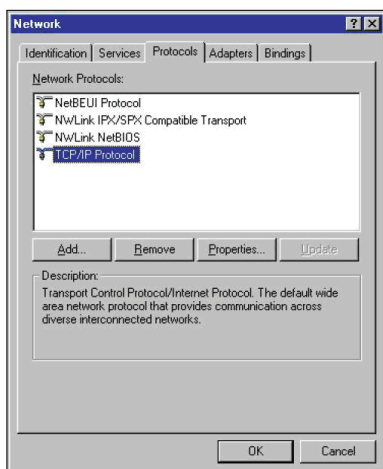 Network
Identification Services Protocols Adapters Bindings
Network Protocols:
NetBEUI Protocol
NWLink IPX/SPX Compatible Transport
NWLink NetBIOS
TCP/IP Protocol
Add... Remove Properties... Update
Description:
Transport Control Protocol/Internet Protocol. The default wide
area network protocol that provides communication across
diverse interconnected networks.
OK Cancel